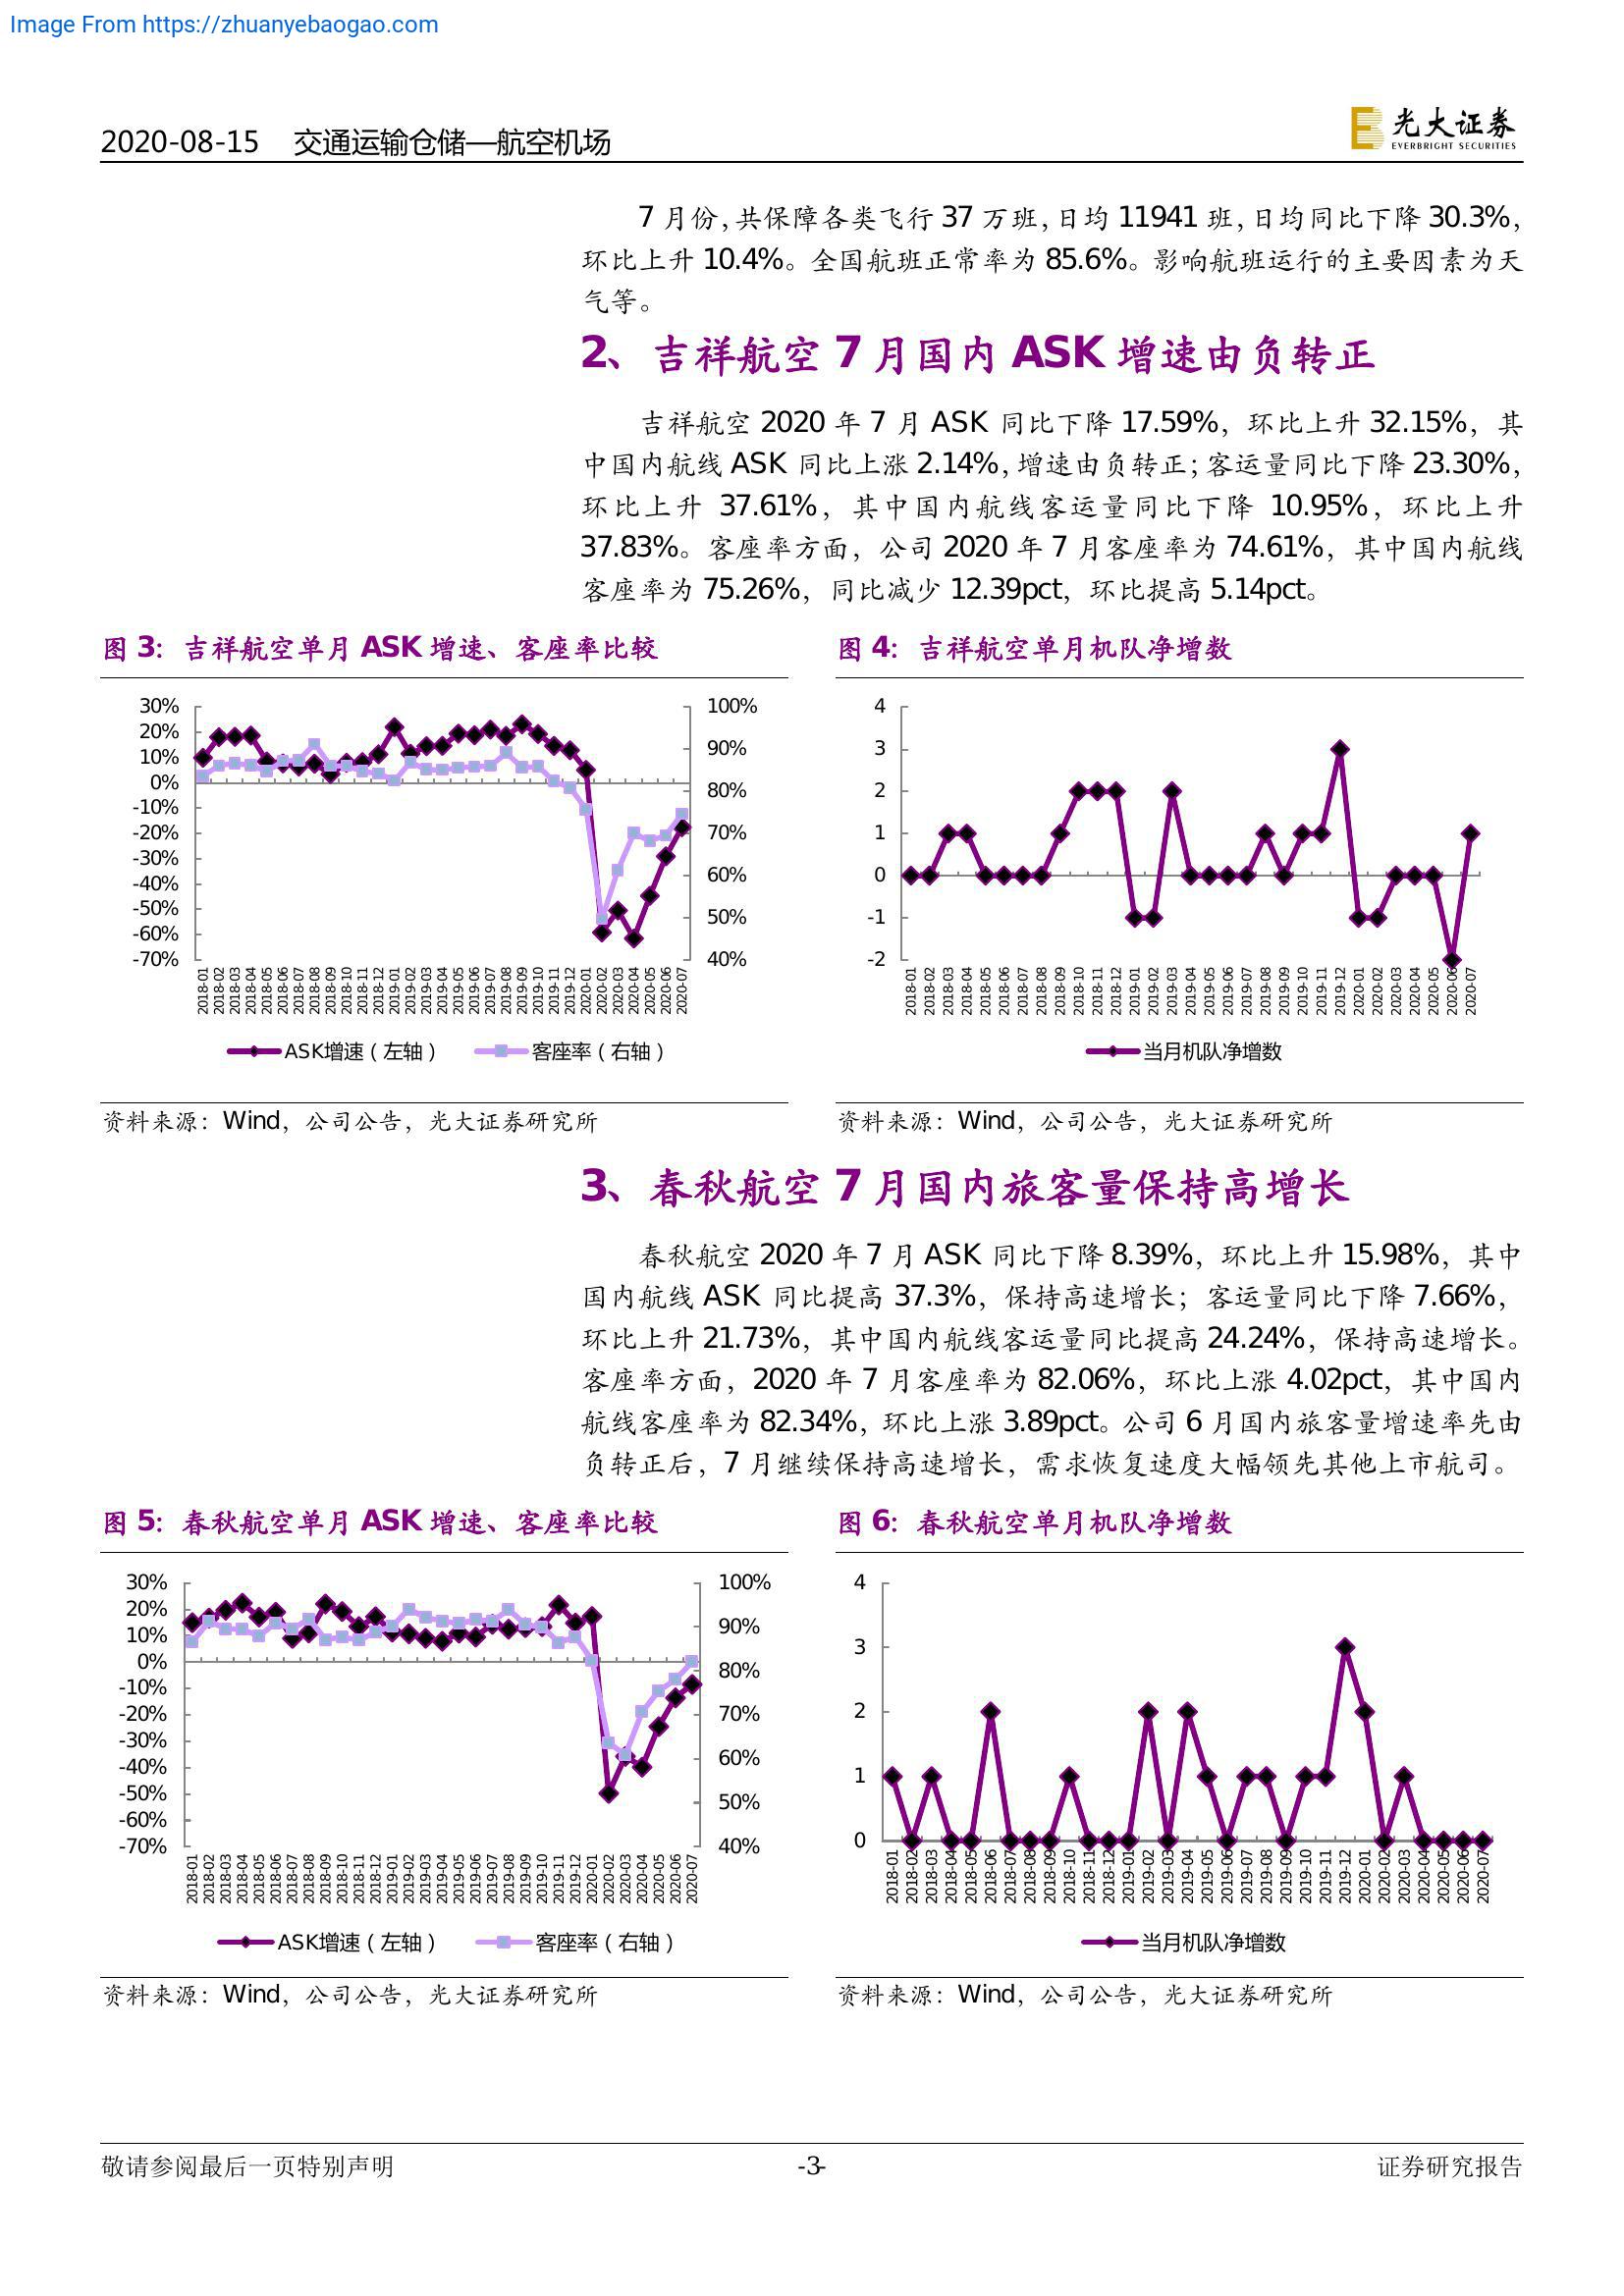 Image From https://zhuanyebaogao.com
2020-08-15 交通运输仓储—航空机场
光大证券
EVERBRIGHT SECURITIES
7 月份，共保障各类飞行 37 万班，日均 11941 班，日均同比下降 30.3%，
环比上升 10.4%。全国航班正常率为 85.6%。影响航班运行的主要因素为天
气等。
2、吉祥航空 7 月国内 ASK 增速由负转正
吉祥航空 2020 年 7 月 ASK 同比下降 17.59%，环比上升 32.15%，其
中国内航线 ASK 同比上涨 2.14%，增速由负转正；客运量同比下降 23.30%，
环比上升 37.61%，其中国内航线客运量同比下降 10.95%，环比上升
37.83%。客座率方面，公司 2020 年 7 月客座率为 74.61%，其中国内航线
客座率为 75.26%，同比减少 12.39pct，环比提高 5.14pct。
图 3：吉祥航空单月 ASK 增速、客座率比较
30%
20%
10%
0%
-10%
-20%
-30%
-40%
-50%
-60%
-70%
100%
90%
80%
70%
60%
50%
40%
2018-01 2018-02 2018-03 2018-04 2018-05 2018-06 2018-07 2018-08 2018-09 2018-10 2018-11 2018-12 2019-01 2019-02 2019-03 2019-04 2019-05 2019-06 2019-07 2019-08 2019-09 2019-10 2019-11 2019-12 2020-01 2020-02 2020-03 2020-04 2020-05 2020-06 2020-07
ASK增速（左轴） 客座率（右轴）
资料来源：Wind，公司公告，光大证券研究所
图 4：吉祥航空单月机队净增数
4
3
2
1
0
-1
-2
2018-01 2018-02 2018-03 2018-04 2018-05 2018-06 2018-07 2018-08 2018-09 2018-10 2018-11 2018-12 2019-01 2019-02 2019-03 2019-04 2019-05 2019-06 2019-07 2019-08 2019-09 2019-10 2019-11 2019-12 2020-01 2020-02 2020-03 2020-04 2020-05 2020-06 2020-07
当月机队净增数
资料来源：Wind，公司公告，光大证券研究所
3、春秋航空 7 月国内旅客量保持高增长
春秋航空 2020 年 7 月 ASK 同比下降 8.39%，环比上升 15.98%，其中
国内航线 ASK 同比提高 37.3%，保持高速增长；客运量同比下降 7.66%，
环比上升 21.73%，其中国内航线客运量同比提高 24.24%，保持高速增长。
客座率方面，2020 年 7 月客座率为 82.06%，环比上涨 4.02pct，其中国内
航线客座率为 82.34%，环比上涨 3.89pct。公司 6 月国内旅客量增速率先由
负转正后，7 月继续保持高速增长，需求恢复速度大幅领先其他上市航司。
图 5：春秋航空单月 ASK 增速、客座率比较
30%
20%
10%
0%
-10%
-20%
-30%
-40%
-50%
-60%
-70%
100%
90%
80%
70%
60%
50%
40%
2018-01 2018-02 2018-03 2018-04 2018-05 2018-06 2018-07 2018-08 2018-09 2018-10 2018-11 2018-12 2019-01 2019-02 2019-03 2019-04 2019-05 2019-06 2019-07 2019-08 2019-09 2019-10 2019-11 2019-12 2020-01 2020-02 2020-03 2020-04 2020-05 2020-06 2020-07
ASK增速（左轴） 客座率（右轴）
资料来源：Wind，公司公告，光大证券研究所
图 6：春秋航空单月机队净增数
4
3
2
1
0
2018-01 2018-02 2018-03 2018-04 2018-05 2018-06 2018-07 2018-08 2018-09 2018-10 2018-11 2018-12 2019-01 2019-02 2019-03 2019-04 2019-05 2019-06 2019-07 2019-08 2019-09 2019-10 2019-11 2019-12 2020-01 2020-02 2020-03 2020-04 2020-05 2020-06 2020-07
当月机队净增数
资料来源：Wind，公司公告，光大证券研究所
敬请参阅最后一页特别声明
-3-
证券研究报告